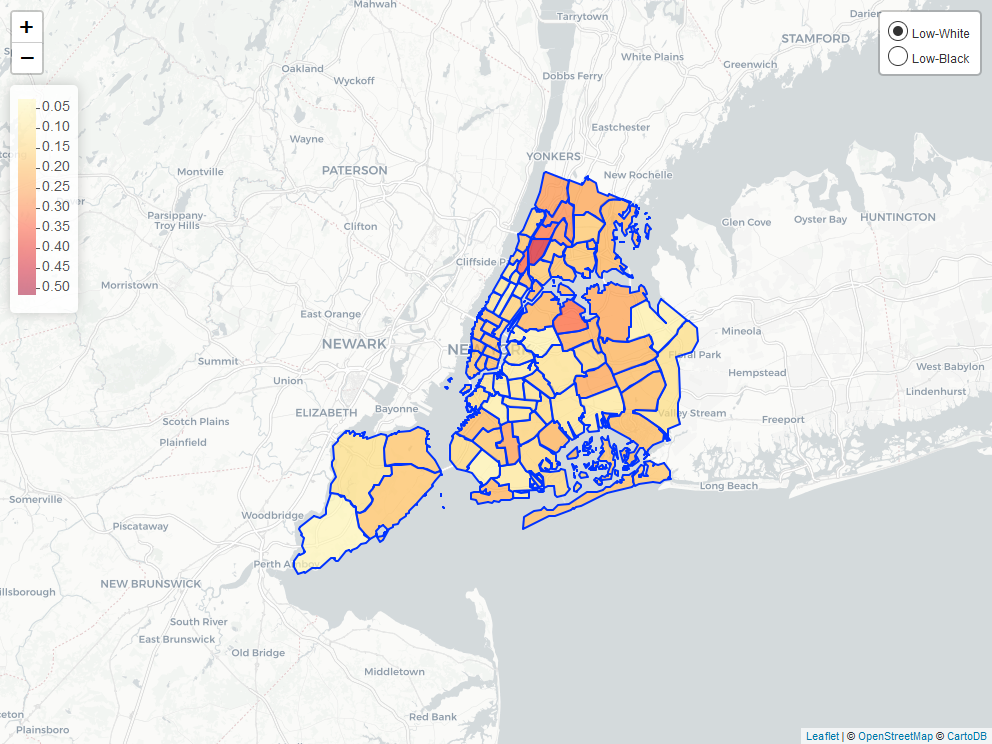 Mahwah
Tarrytown
Darien
+
−
Low-White
Low-Black
STAMFORD
White Plains
Greenwich
Oakland
Wyckoff
Dobbs Ferry
0.05
0.10
0.15
0.20
0.25
0.30
0.35
0.40
0.45
0.50
Eastchester
Wayne
YONKERS
Montville
PATERSON
New Rochelle
Parsippany-
Troy Hills
Clifton
Glen Cove
Oyster Bay
HUNTINGTON
Cliffside P
Morristown
East Orange
NEWARK
NE
Mineola
Floral Park
Summit
Union
Hempstead
West Babylon
Lindenhurst
Scotch Plains
ELIZABETH
Bayonne
Valley Stream
Freeport
Plainfield
Somerville
Long Beach
Woodbridge
Piscataway
Perth Amboy
NEW BRUNSWICK
llsborough
South River
East Brunswick
Old Bridge
Middletown
Red Bank
ceton
Plainsboro
Leaflet | © OpenStreetMap © CartoDB